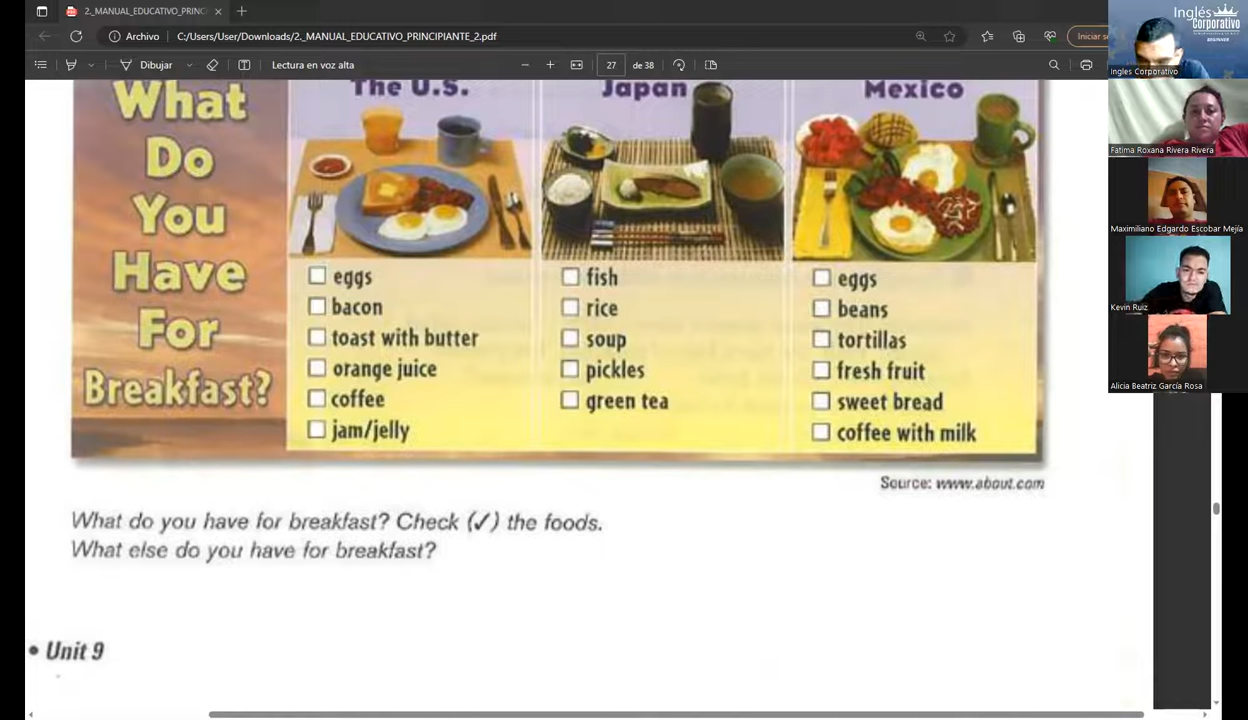 2._MANUAL_EDUCATIVO_PRINC
Archivo
C:/Users/User/Downloads/2._MANUAL_EDUCATIVO_PRINCIPIANTE_2.pdf
Iniciar se
Dibujar
Lectura en voz alta
27
de 38
What
Do
You
Have
For
Breakfast?
The U.S.
eggs
bacon
toast with butter
orange juice
coffee
jam/jelly
Japan
fish
rice
soup
pickles
green tea
Mexico
eggs
beans
tortillas
fresh fruit
sweet bread
coffee with milk
Source: www.about.com
What do you have for breakfast? Check (✓) the foods.
What else do you have for breakfast?
• Unit 9
Inglés
Corporativo
BEGINNER
Ingles Corporativo
Fatima Roxana Rivera Rivera
Maximiliano Edgardo Escobar Mejía
Kevin Ruiz
Alicia Beatriz García Rosa